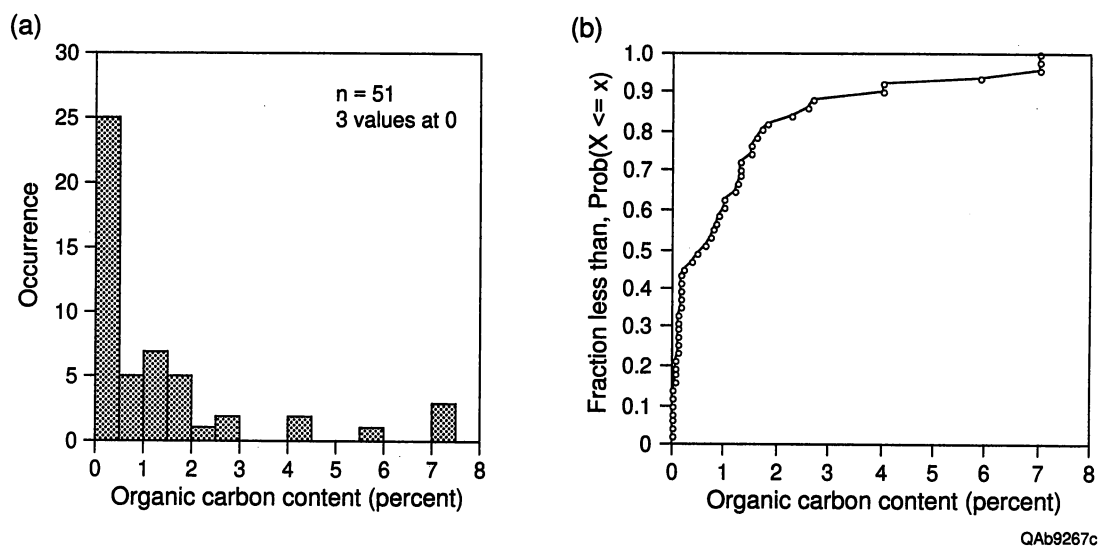 (a)
30
25
20
15
10
5
0
Occurrence
n = 51
3 values at 0
0 1 2 3 4 5 6 7 8
Organic carbon content (percent)
(b)
1.0
0.9
0.8
0.7
0.6
0.5
0.4
0.3
0.2
0.1
0
Fraction less than, Prob(X <= x)
0 1 2 3 4 5 6 7 8
Organic carbon content (percent)
QAb9267c